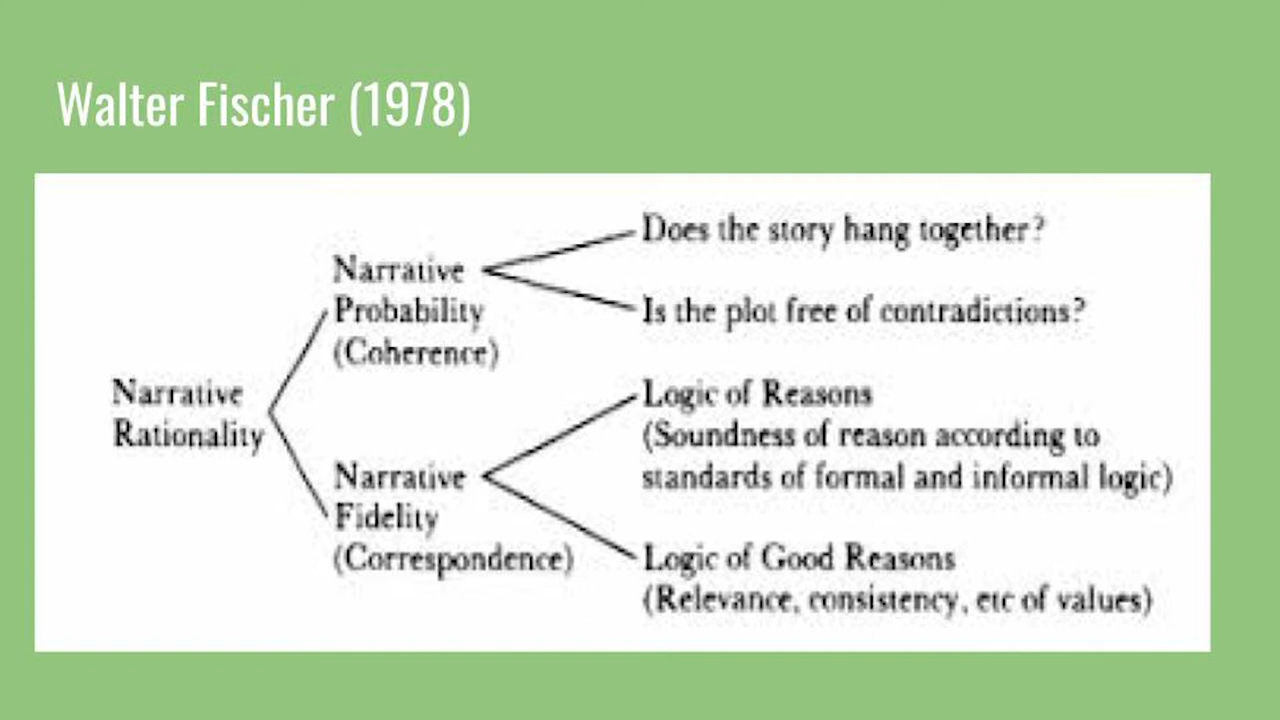 Walter Fischer (1978)
Does the story hang together?
Narrative
Probability
(Coherence)
Is the plot free of contradictions?
Narrative
Rationality
Logic of Reasons
(Soundness of reason according to
standards of formal and informal logic)
Narrative
Fidelity
(Correspondence)
Logic of Good Reasons
(Relevance, consistency, etc of values)